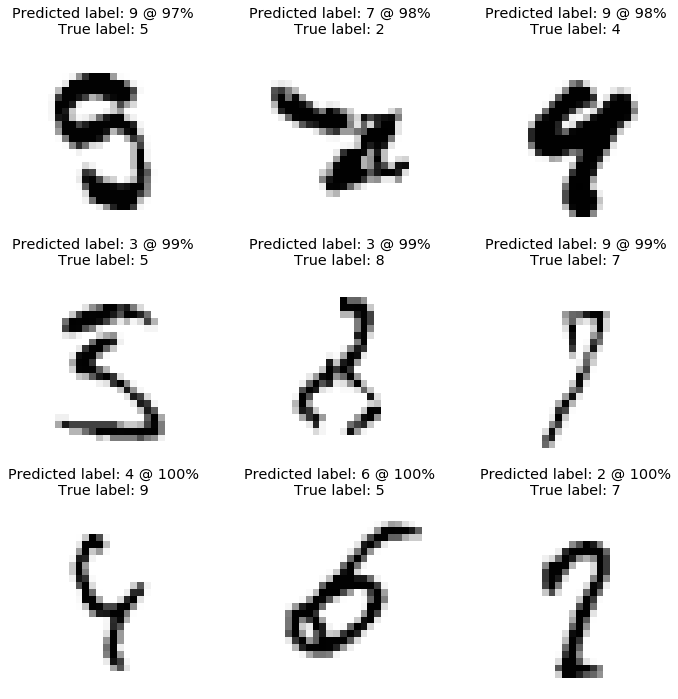 Predicted label: 9 @ 97%
True label: 5
Predicted label: 7 @ 98%
True label: 2
Predicted label: 9 @ 98%
True label: 4
Predicted label: 3 @ 99%
True label: 5
Predicted label: 3 @ 99%
True label: 8
Predicted label: 9 @ 99%
True label: 7
Predicted label: 4 @ 100%
True label: 9
Predicted label: 6 @ 100%
True label: 5
Predicted label: 2 @ 100%
True label: 7